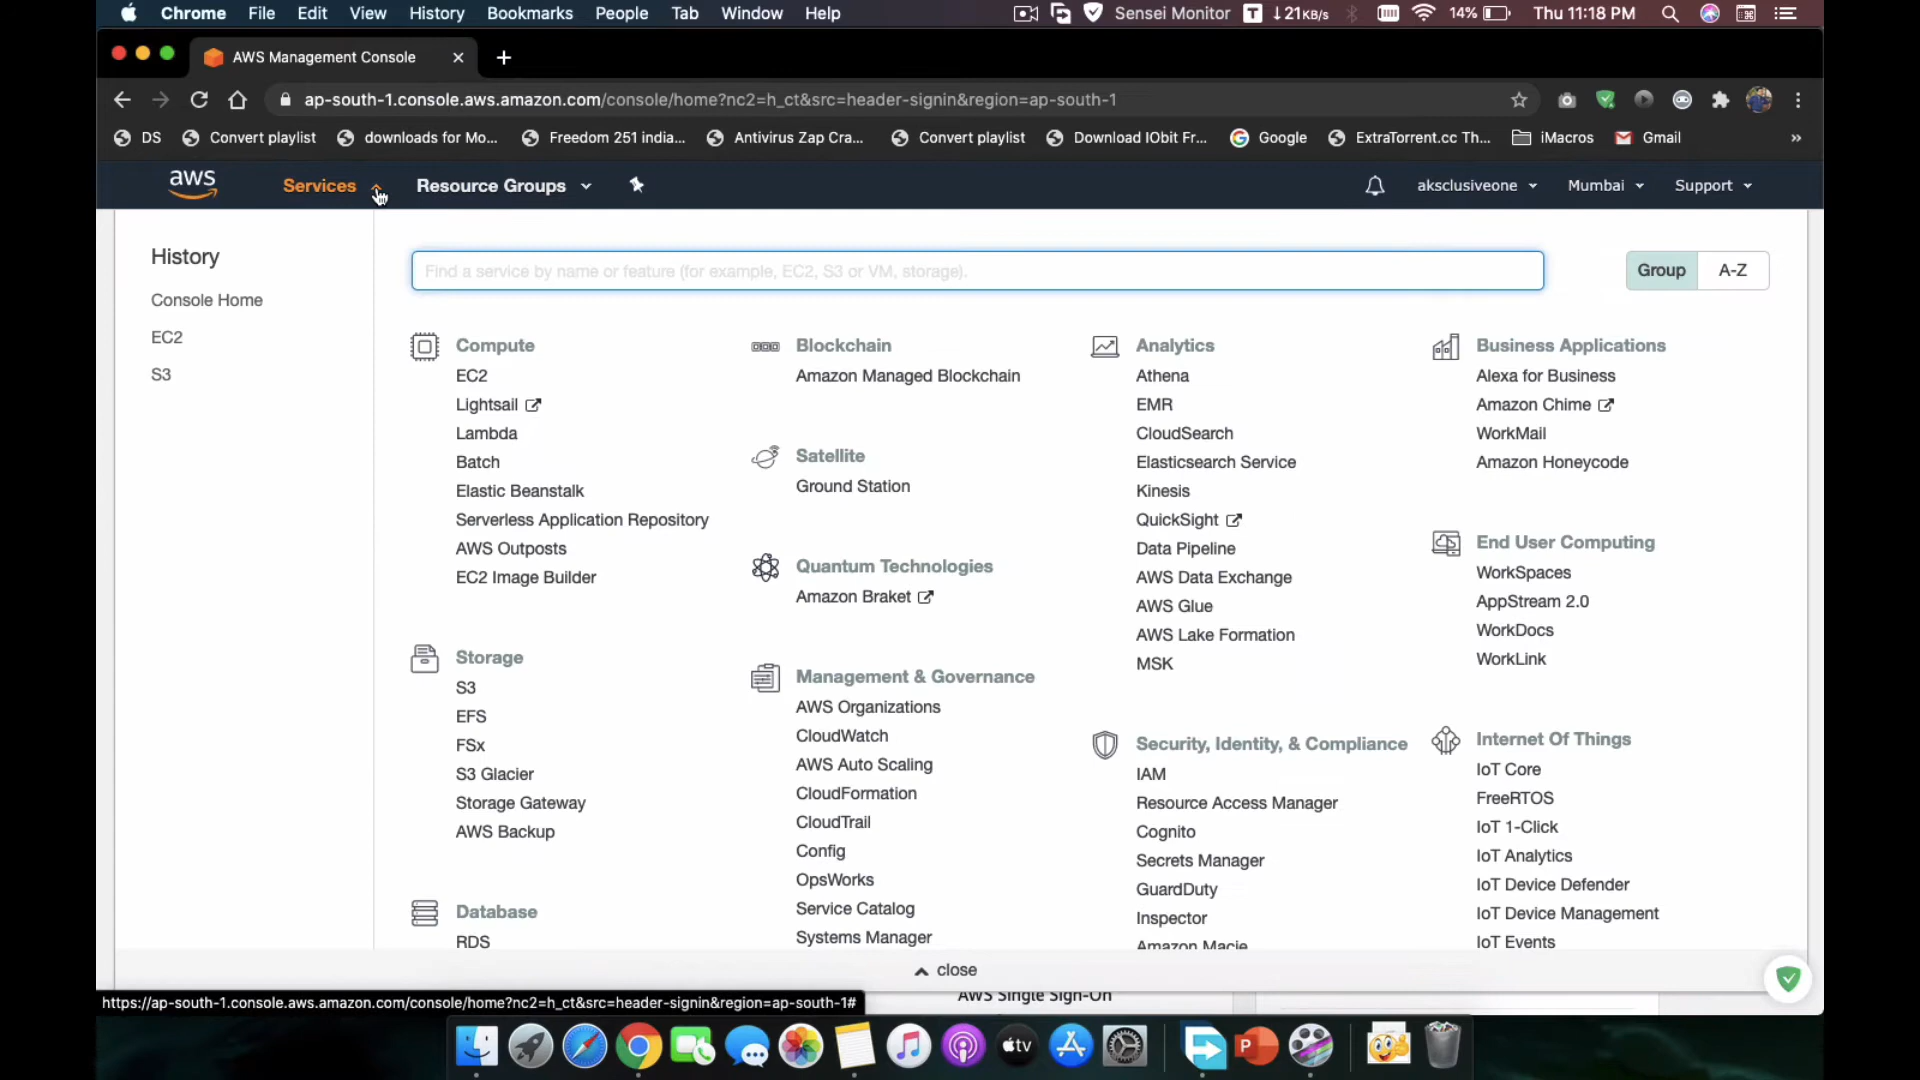 Chrome File Edit View History Bookmarks People Tab Window Help Sensei Monitor T ↓21KB/s 14% Thu 11:18 PM
AWS Management Console
ap-south-1.console.aws.amazon.com/console/home?nc2=h_ct&src=header-signin&region=ap-south-1
DS Convert playlist downloads for Mo... Freedom 251 india... Antivirus Zap Cra... Convert playlist Download IObit Fr... Google ExtraTorrent.cc Th... iMacros Gmail »
aws Services Resource Groups aksclusiveone Mumbai Support
History
Console Home
EC2
S3
Find a service by name or feature (for example, EC2, S3 or VM, storage).
Group A-Z
Compute
EC2
Lightsail
Lambda
Batch
Elastic Beanstalk
Serverless Application Repository
AWS Outposts
EC2 Image Builder
Storage
S3
EFS
FSx
S3 Glacier
Storage Gateway
AWS Backup
Database
RDS
Blockchain
Amazon Managed Blockchain
Satellite
Ground Station
Quantum Technologies
Amazon Braket
Management & Governance
AWS Organizations
CloudWatch
AWS Auto Scaling
CloudFormation
CloudTrail
Config
OpsWorks
Service Catalog
Systems Manager
Analytics
Athena
EMR
CloudSearch
Elasticsearch Service
Kinesis
QuickSight
Data Pipeline
AWS Data Exchange
AWS Glue
AWS Lake Formation
MSK
Security, Identity, & Compliance
IAM
Resource Access Manager
Cognito
Secrets Manager
GuardDuty
Inspector
Amazon Macie
Business Applications
Alexa for Business
Amazon Chime
WorkMail
Amazon Honeycode
End User Computing
WorkSpaces
AppStream 2.0
WorkDocs
WorkLink
Internet Of Things
IoT Core
FreeRTOS
IoT 1-Click
IoT Analytics
IoT Device Defender
IoT Device Management
IoT Events
close
AWS Single Sign-On
https://ap-south-1.console.aws.amazon.com/console/home?nc2=h_ct&src=header-signin&region=ap-south-1#
tv
P